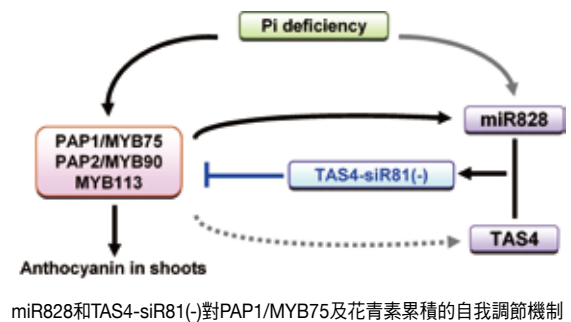 Pi deficiency
PAP1/MYB75
PAP2/MYB90
MYB113
miR828
TAS4-siR81(-)
TAS4
Anthocyanin in shoots
miR828和TAS4-siR81(-)對PAP1/MYB75及花青素累積的自我調節機制